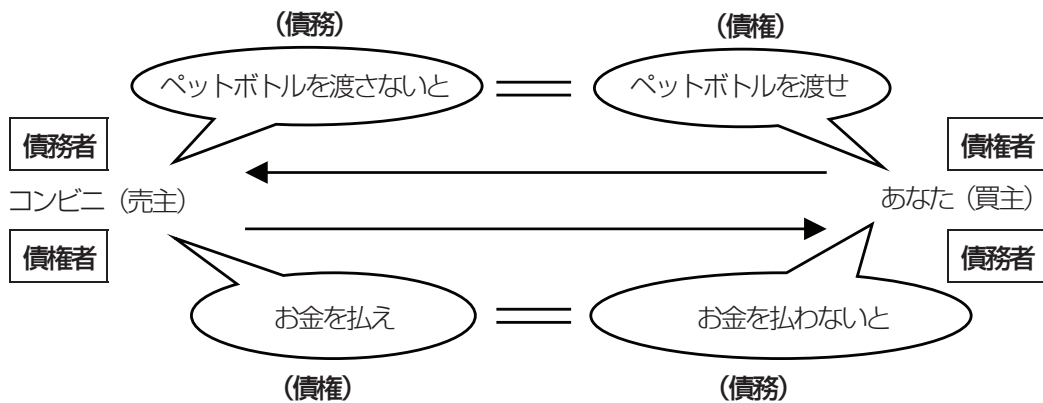 (債務) (債権)
ペットボトルを渡さないと ペットボトルを渡せ
債務者 債権者
コンビニ(売主) あなた(買主)
債権者 債務者
お金を払え お金を払わないと
(債権) (債務)